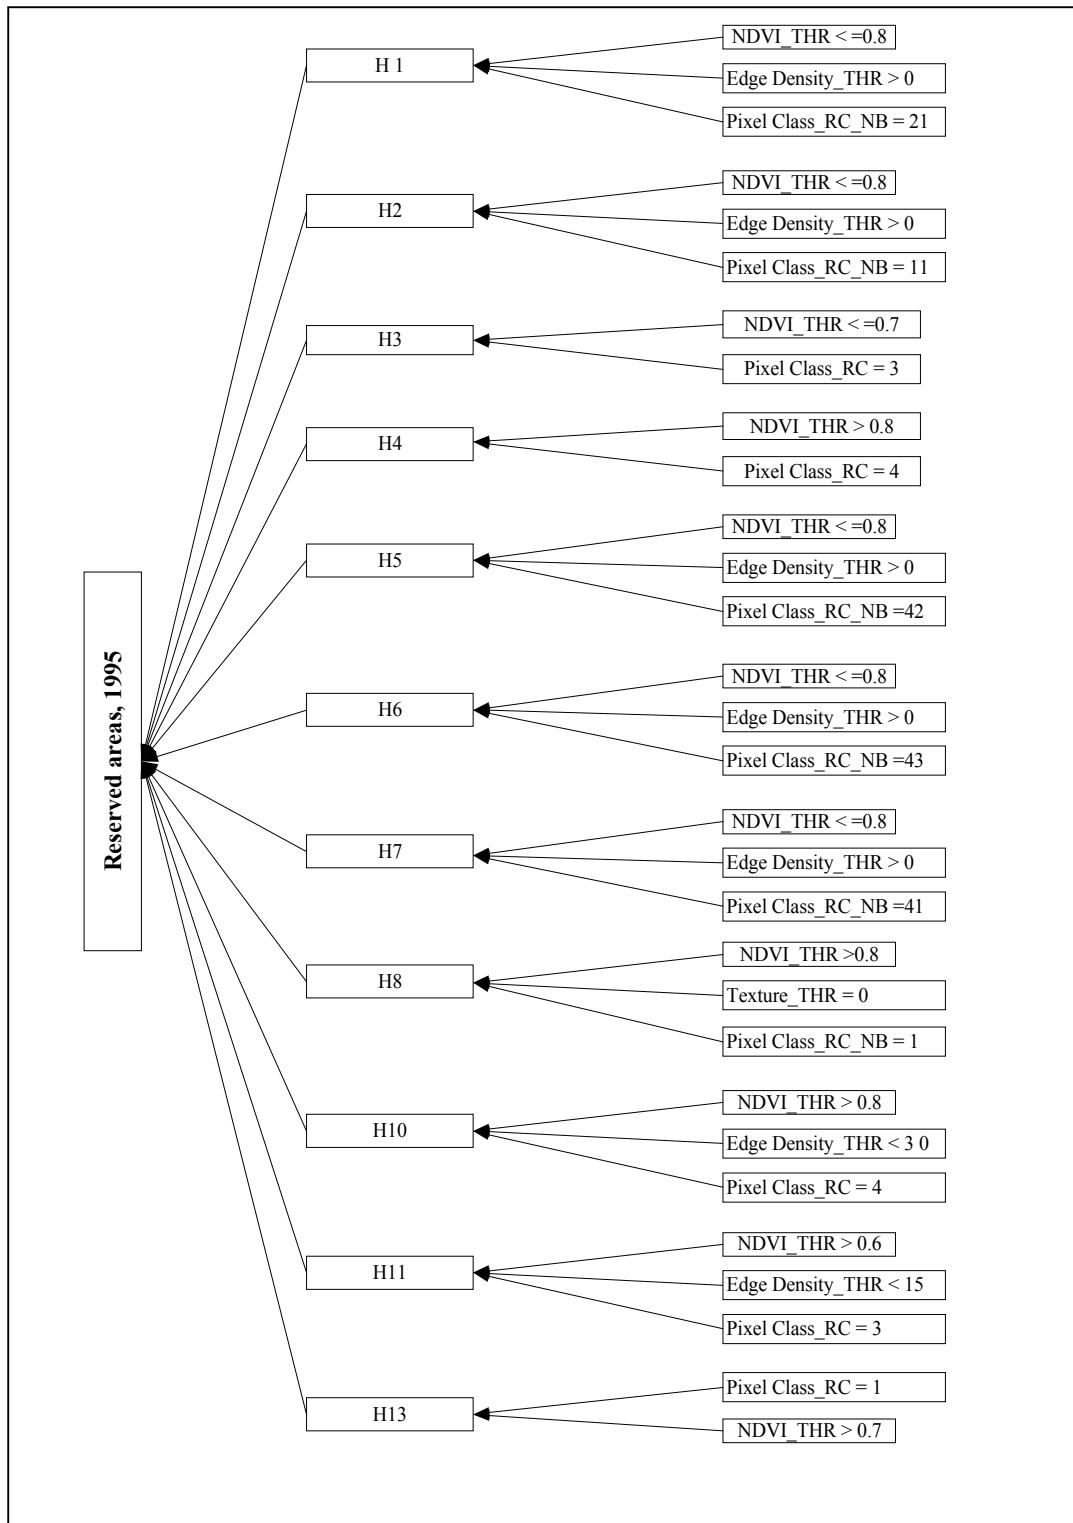 Reserved areas, 1995
H 1
NDVI_THR < =0.8
Edge Density_THR > 0
Pixel Class_RC_NB = 21
H2
NDVI_THR < =0.8
Edge Density_THR > 0
Pixel Class_RC_NB = 11
H3
NDVI_THR < =0.7
Pixel Class_RC = 3
H4
NDVI_THR > 0.8
Pixel Class_RC = 4
H5
NDVI_THR < =0.8
Edge Density_THR > 0
Pixel Class_RC_NB =42
H6
NDVI_THR < =0.8
Edge Density_THR > 0
Pixel Class_RC_NB =43
H7
NDVI_THR < =0.8
Edge Density_THR > 0
Pixel Class_RC_NB =41
H8
NDVI_THR >0.8
Texture_THR = 0
Pixel Class_RC_NB = 1
H10
NDVI_THR > 0.8
Edge Density_THR < 3 0
Pixel Class_RC = 4
H11
NDVI_THR > 0.6
Edge Density_THR < 15
Pixel Class_RC = 3
H13
Pixel Class_RC = 1
NDVI_THR > 0.7